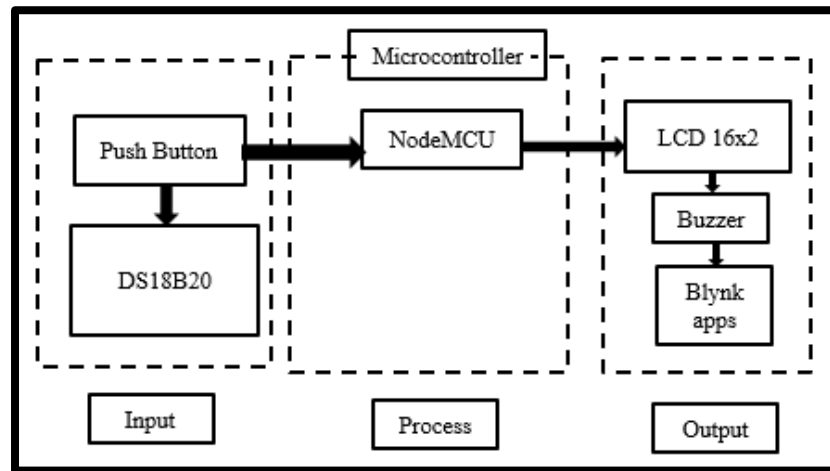 Microcontroller
Push Button
NodeMCU
LCD 16x2
Buzzer
DS18B20
Blynk
apps
Input
Process
Output